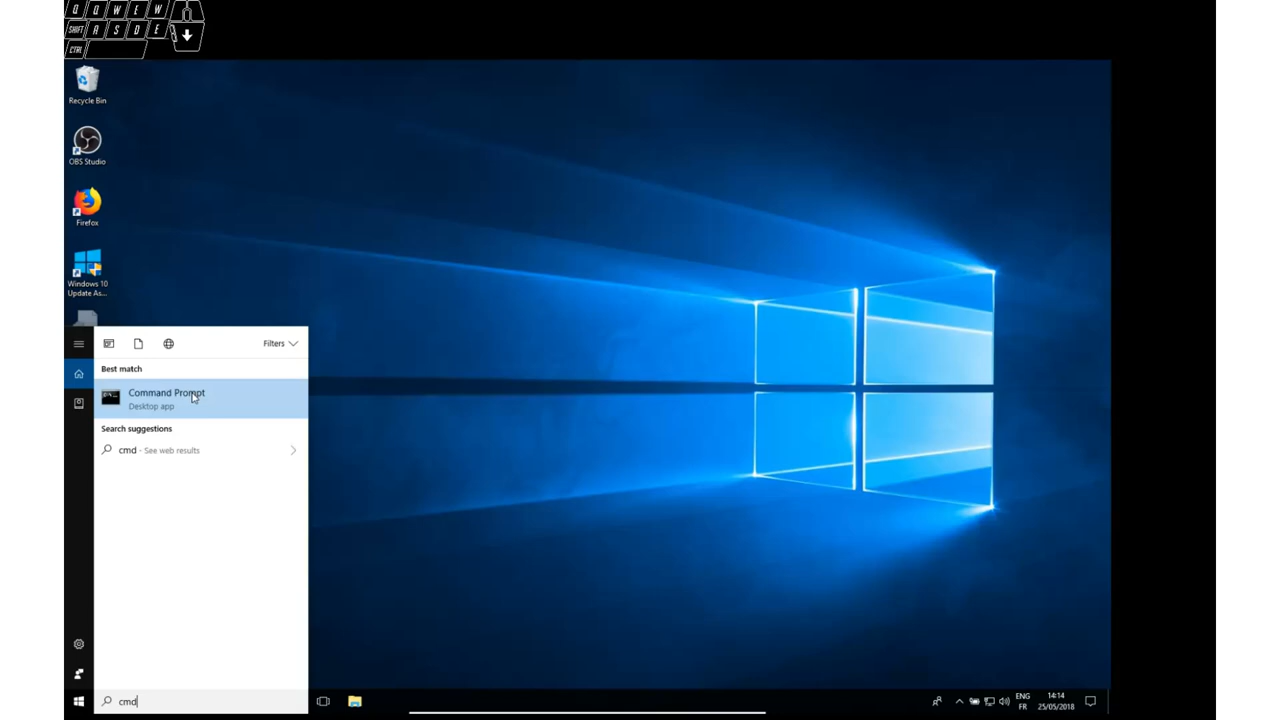 Q Q W E W
SHIFT A S D E
CTRL
Recycle Bin
OBS Studio
Firefox
Windows 10
Update As...
Filters
Best match
Command Prompt
Desktop app
Search suggestions
cmd - See web results
cmd
ENG
FR
14:14
25/05/2018